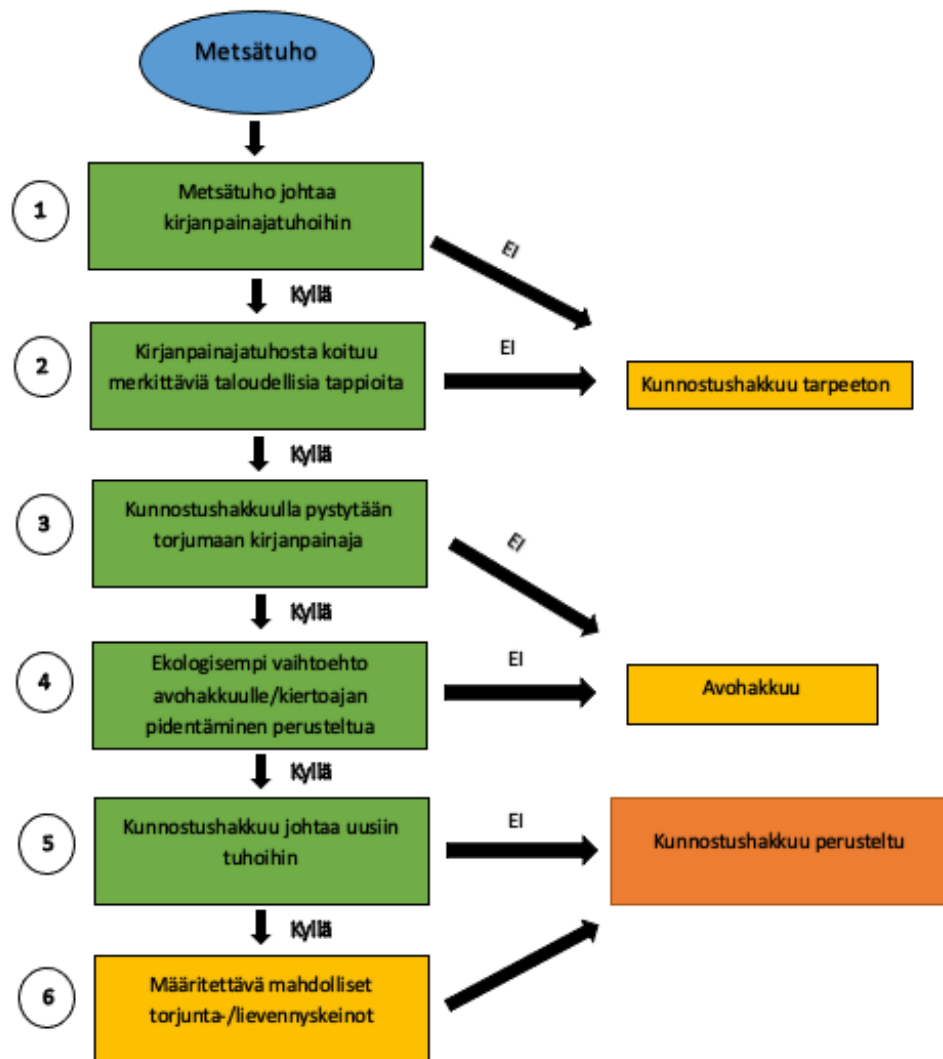 Metsätuho
1
Metsätuho johtaa
kirjanpainajatuhoihin
EI
Kyllä
2
Kirjanpainajatuhosta koituu
merkittäviä taloudellisia tappioita
EI
Kunnostushakkuu tarpeeton
Kyllä
3
Kunnostushakkuulla pystytään
torjumaan kirjanpainaja
EI
Kyllä
4
Ekologisempi vaihtoehto
avohakkuulle/kiertoajan
pidentäminen perusteltua
EI
Avohakkuu
Kyllä
5
Kunnostushakkuu johtaa uusiin
tuhoihin
EI
Kunnostushakkuu perusteltu
Kyllä
6
Määritettävä mahdolliset
torjunta-/lievennyskeinot